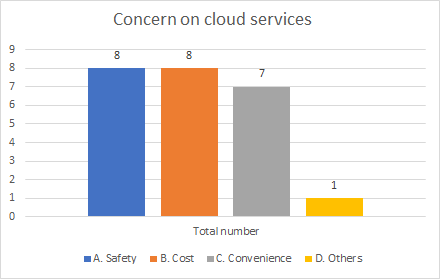 Concern on cloud services
9
8
7
6
5
4
3
2
1
0
8
8
7
1
Total number
A. Safety
B. Cost
C. Convenience
D. Others